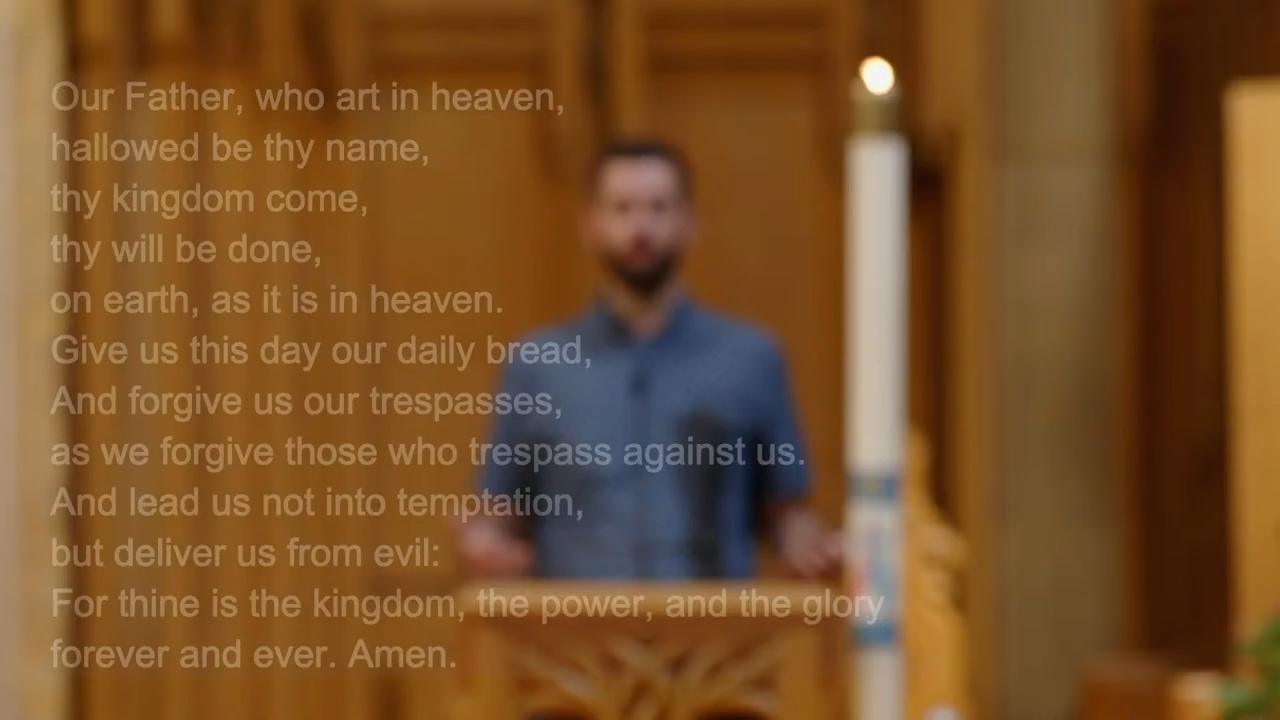 Our Father, who art in heaven,
hallowed be thy name,
thy kingdom come,
thy will be done,
on earth, as it is in heaven.
Give us this day our daily bread,
And forgive us our trespasses,
as we forgive those who trespass against us.
And lead us not into temptation,
but deliver us from evil:
For thine is the kingdom, the power, and the glory
forever and ever. Amen.